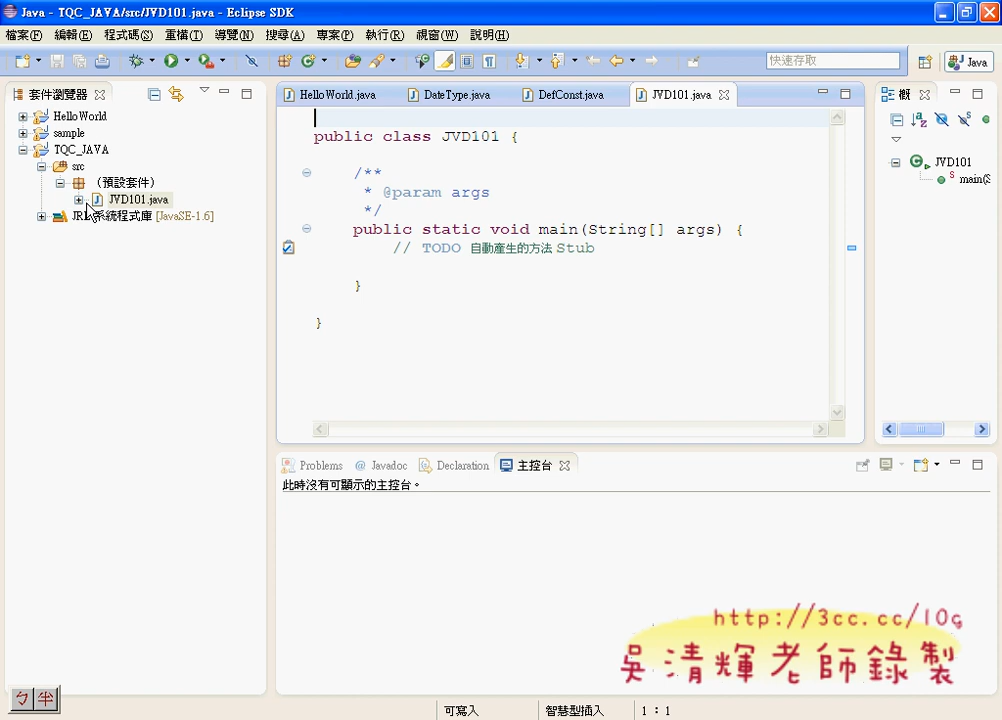 Java - TQC_JAVA/src/JVD101.java - Eclipse SDK
檔案(F) 編輯(E) 程式碼(S) 重構(T) 導覽(N) 搜尋(A) 專案(P) 執行(R) 視窗(W) 說明(H)
快速存取
Java
套件瀏覽器
HelloWorld
sample
TQC_JAVA
src
(預設套件)
JVD101.java
系統程式庫 [JavaSE-1.6]
HelloWorld.java DateType.java DefConst.java JVD101.java
public class JVD101 {
/**
* @param args
*/
public static void main(String[] args) {
// TODO 自動產生的方法 Stub
}
}
概
JVD101
main(S
Problems @ Javadoc Declaration 主控台
此時沒有可顯示的主控台。
http://3cc.cc/10g
吳清輝老師錄製
ㄅ 半
可寫入 智慧型插入 1 : 1